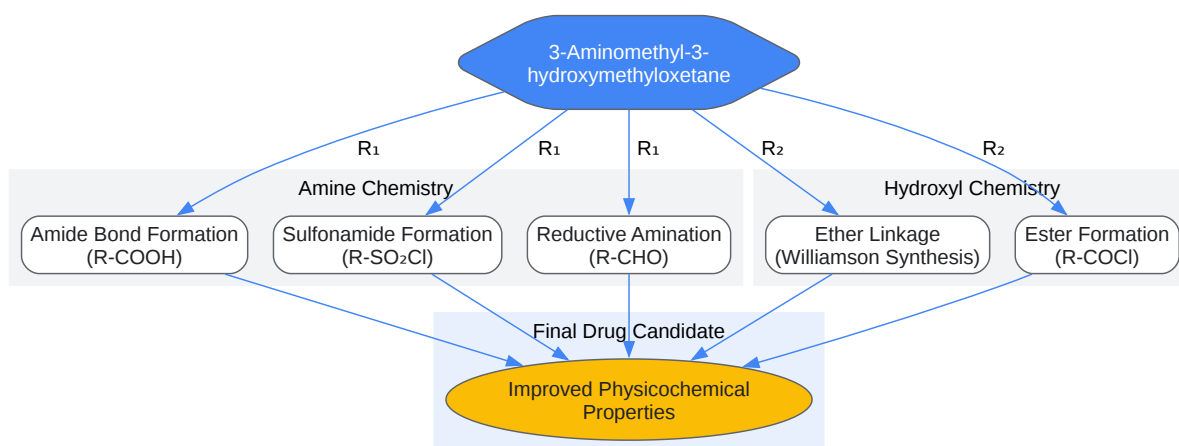 3-Aminomethyl-3-
hydroxymethyloxetane
R₁
R₁
R₁
R₂
R₂
Amine Chemistry
Hydroxyl Chemistry
Amide Bond Formation
(R-COOH)
Sulfonamide Formation
(R-SO₂Cl)
Reductive Amination
(R-CHO)
Ether Linkage
(Williamson Synthesis)
Ester Formation
(R-COCl)
Final Drug Candidate
Improved Physicochemical
Properties